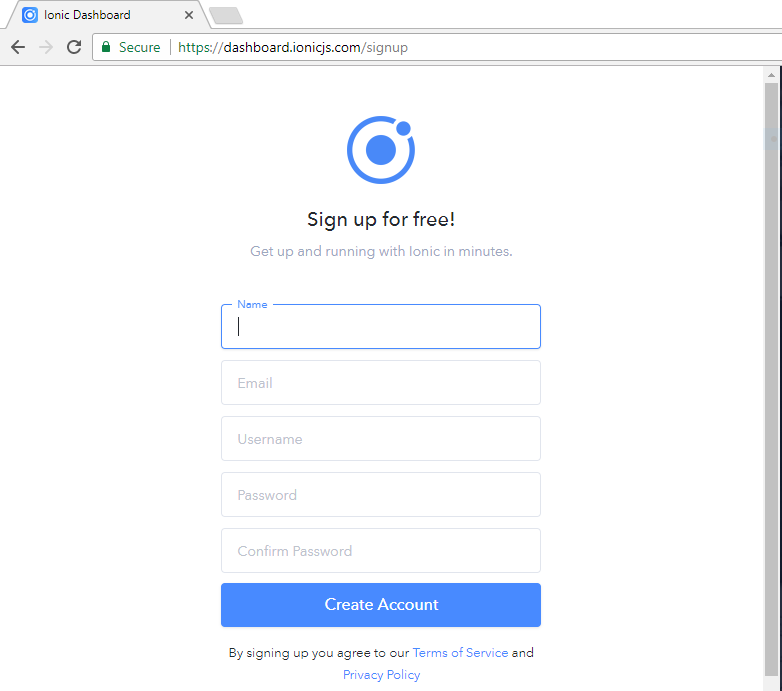 Ionic Dashboard
Secure https://dashboard.ionicjs.com/signup
Sign up for free!
Get up and running with Ionic in minutes.
Name
Email
Username
Password
Confirm Password
Create Account
By signing up you agree to our Terms of Service and
Privacy Policy